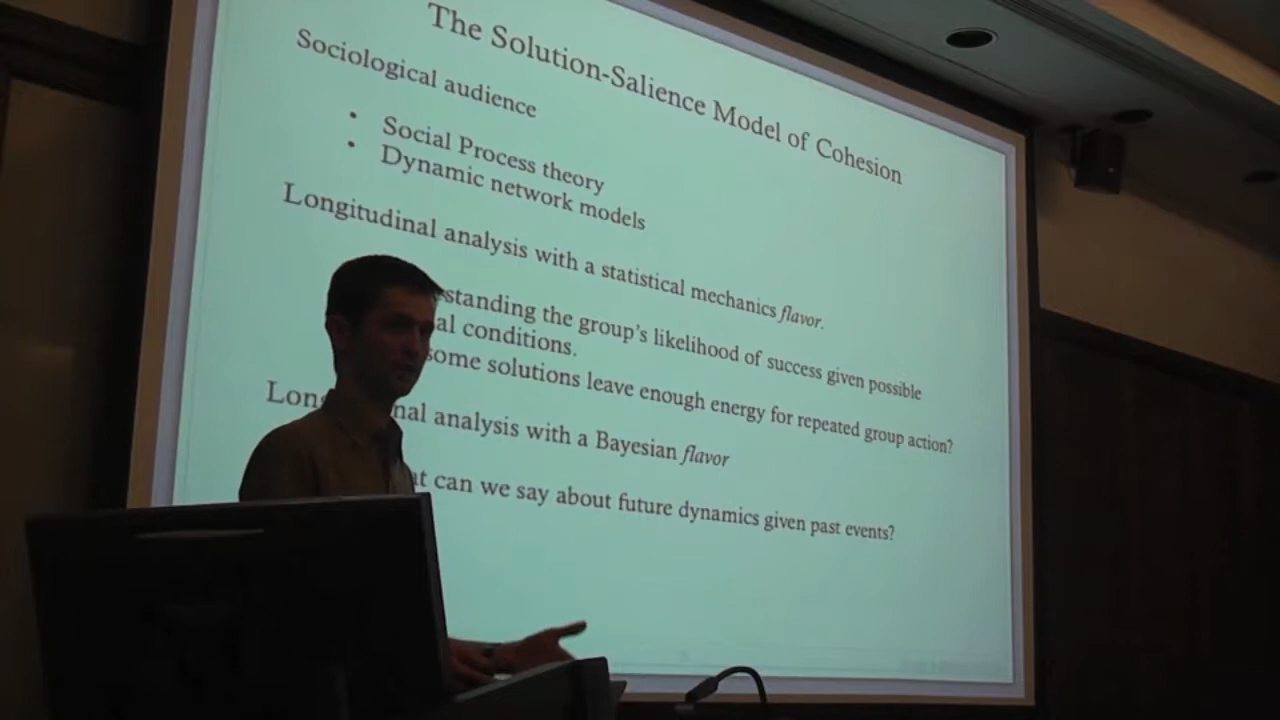 The Solution-Salience Model of Cohesion
Sociological audience
• Social Process theory
• Dynamic network models
Longitudinal analysis with a statistical mechanics flavor.
standing the group's likelihood of success given possible
al conditions.
some solutions leave enough energy for repeated group action?
Long nal analysis with a Bayesian flavor
at can we say about future dynamics given past events?